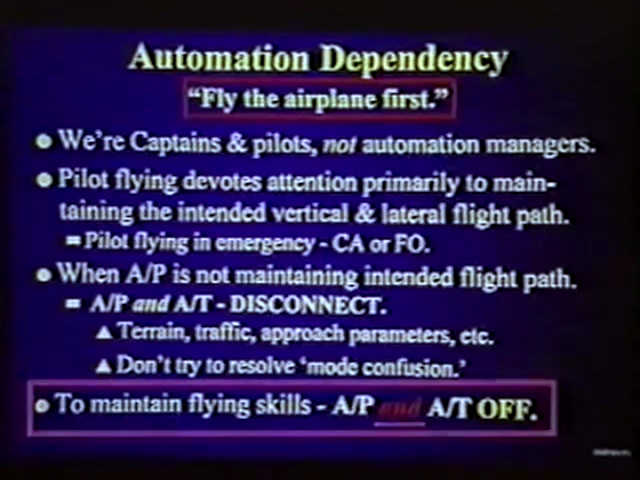 Automation Dependency
“Fly the airplane first.”
We’re Captains & pilots, not automation managers.
Pilot flying devotes attention primarily to main-
taining the intended vertical & lateral flight path.
Pilot flying in emergency - CA or FO.
When A/P is not maintaining intended flight path.
A/P and A/T - DISCONNECT.
Terrain, traffic, approach parameters, etc.
Don’t try to resolve ‘mode confusion.’
To maintain flying skills - A/P and A/T OFF.